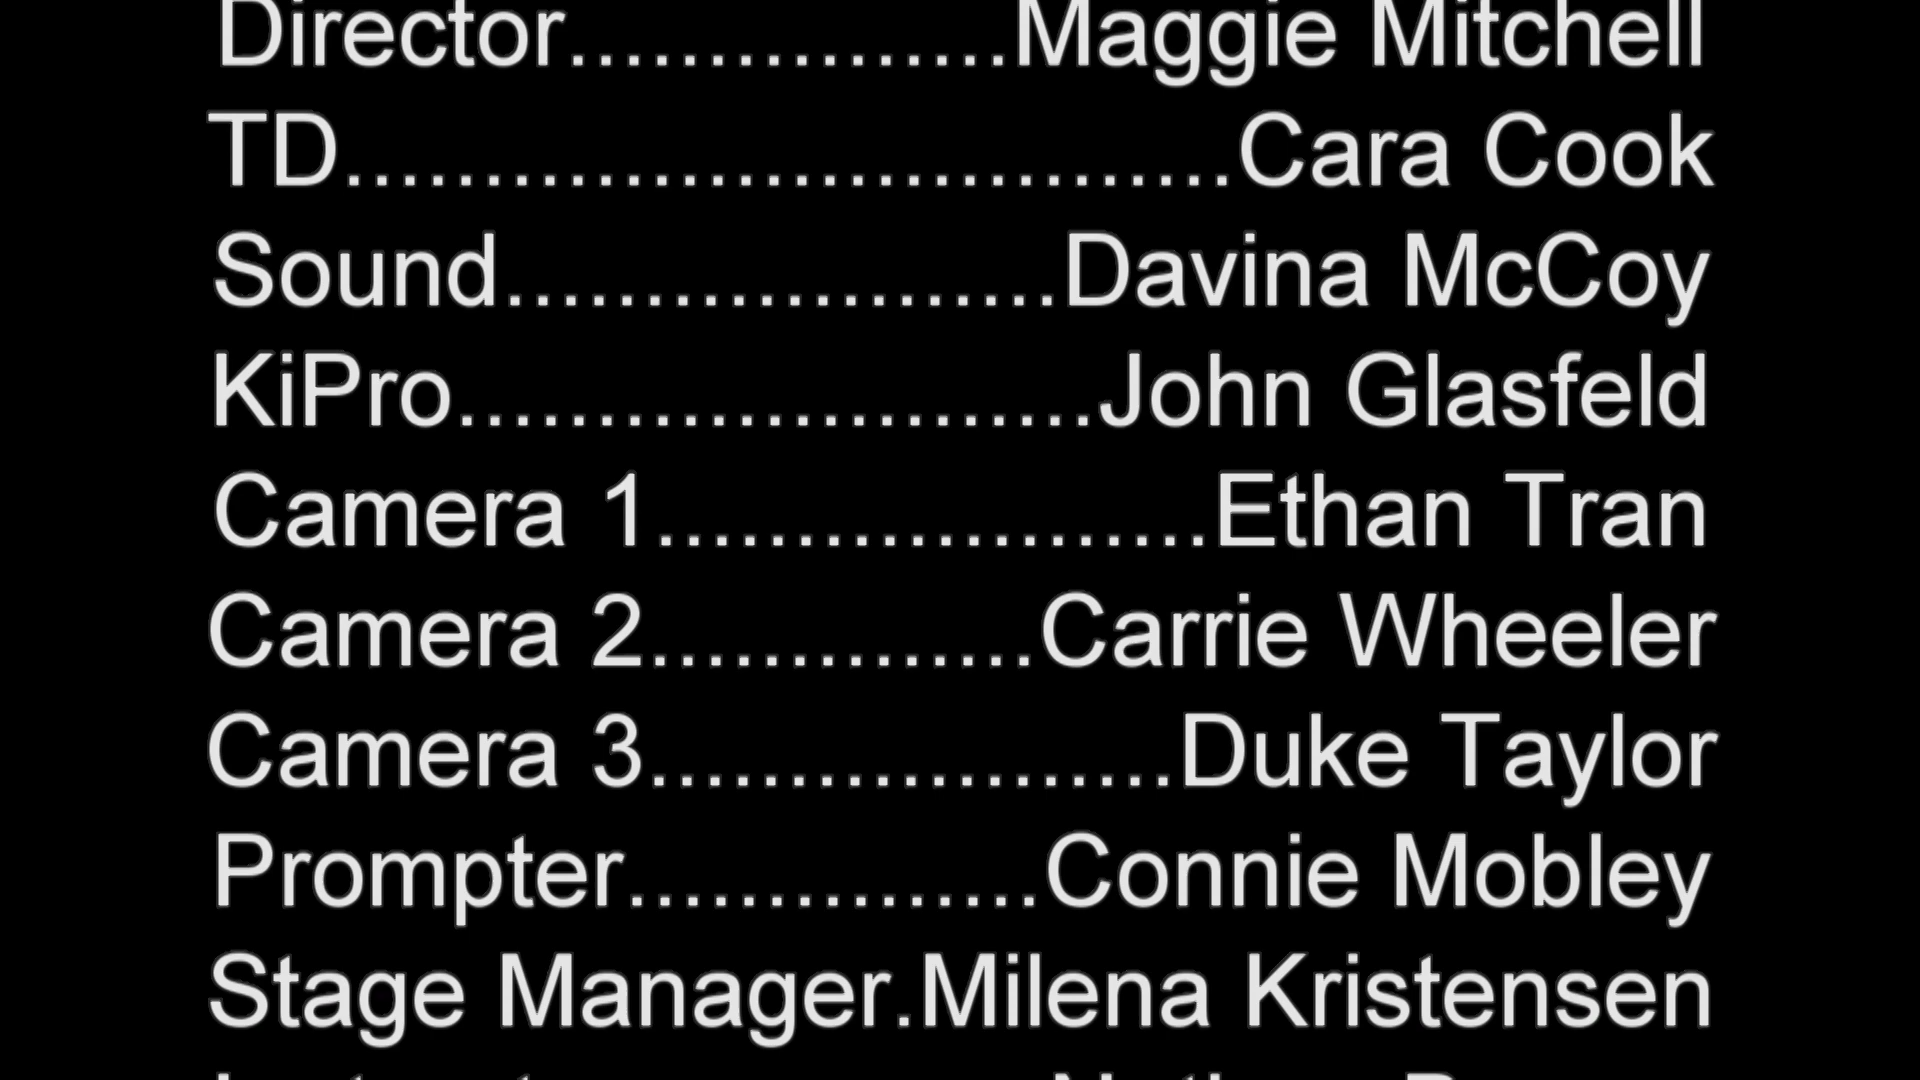 Director................Maggie Mitchell
TD................................Cara Cook
Sound....................Davina McCoy
KiPro.......................John Glasfeld
Camera 1....................Ethan Tran
Camera 2..............Carrie Wheeler
Camera 3...................Duke Taylor
Prompter...............Connie Mobley
Stage Manager.Milena Kristensen